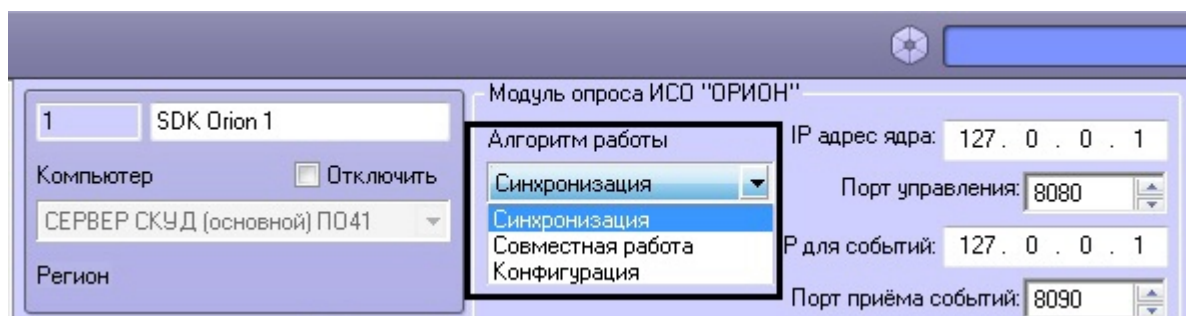 Модуль опроса ИСО "ОРИОН"
1 SDK Orion 1
Компьютер Отключить
СЕРВЕР СКУД (основной) ПО41
Регион
Алгоритм работы
Синхронизация
Синхронизация
Совместная работа
Конфигурация
IP адрес ядра: 127. 0 . 0 . 1
Порт управления: 8080
Р для событий: 127. 0 . 0 . 1
Порт приёма событий: 8090